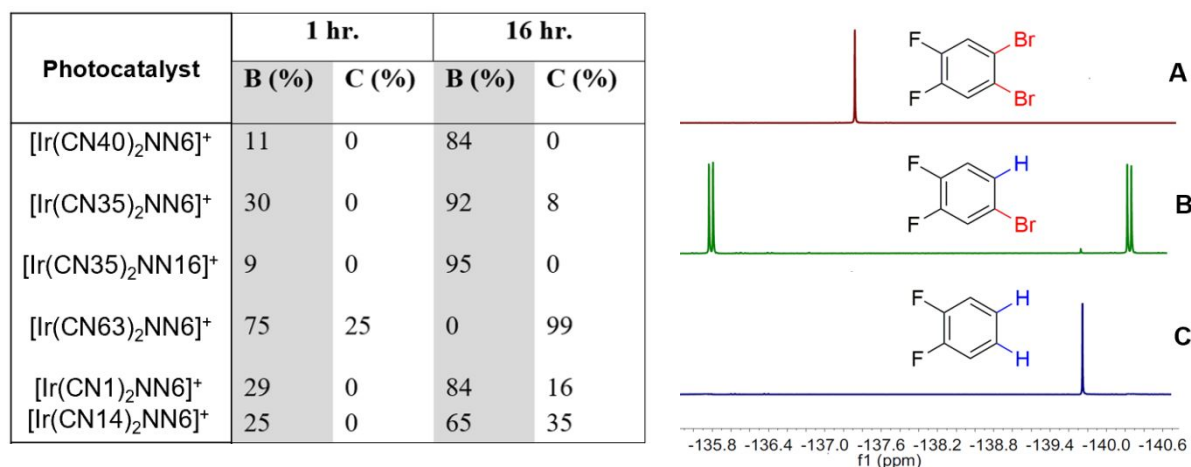 Photocatalyst 1 hr. 16 hr.
B (%) C (%) B (%) C (%)
[Ir(CN40)₂NN6]⁺ 11 0 84 0
[Ir(CN35)₂NN6]⁺ 30 0 92 8
[Ir(CN35)₂NN16]⁺ 9 0 95 0
[Ir(CN63)₂NN6]⁺ 75 25 0 99
[Ir(CN1)₂NN6]⁺ 29 0 84 16
[Ir(CN14)₂NN6]⁺ 25 0 65 35
F Br
F Br
A
F H
F Br
B
F H
F H
C
-135.8 -136.4 -137.0 -137.6 -138.2 -138.8 -139.4 -140.0 -140.6
f1 (ppm)